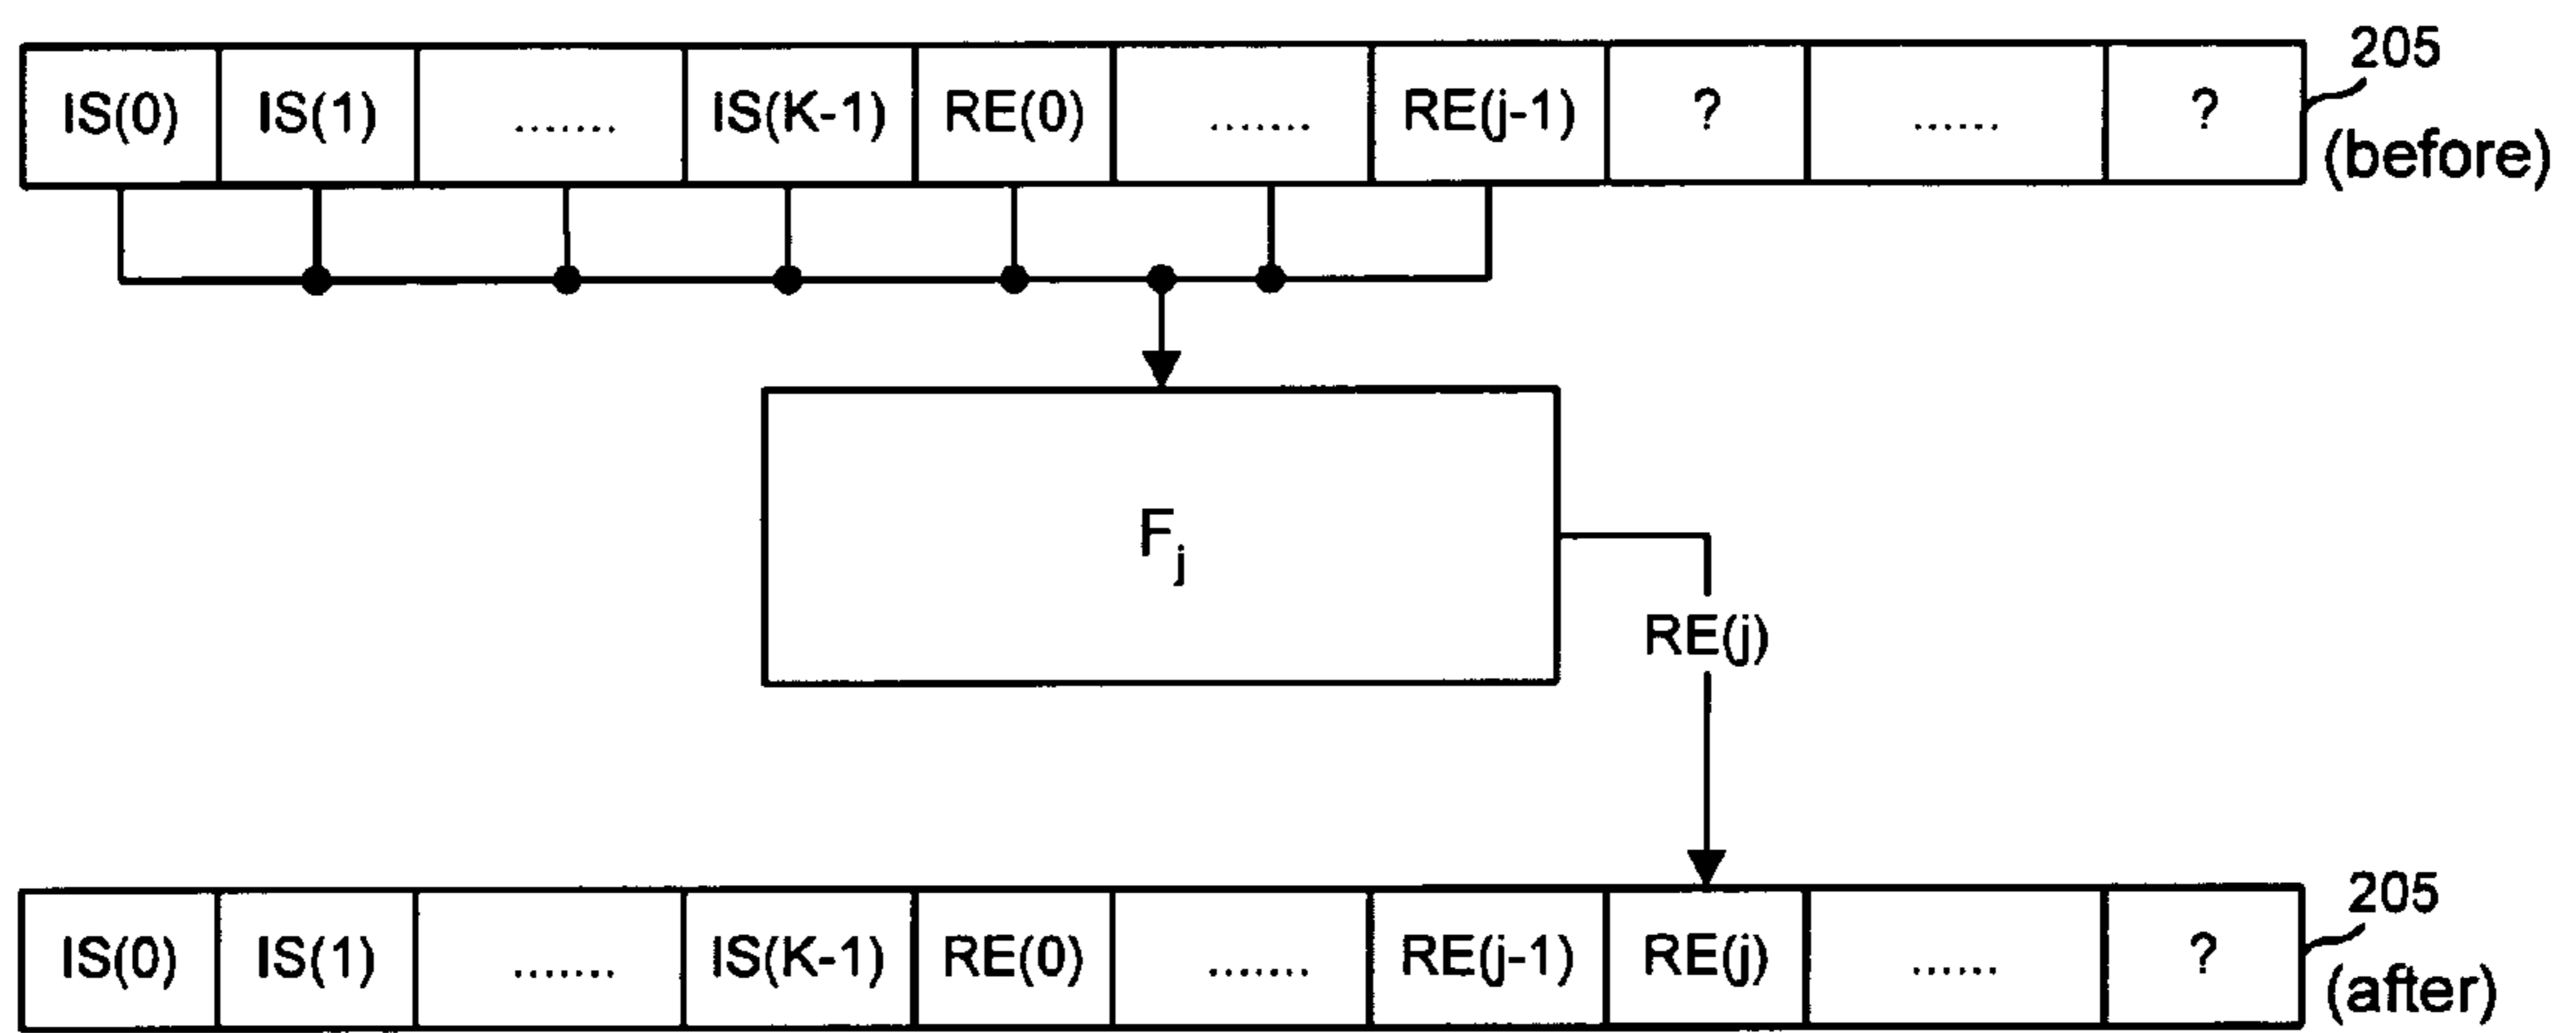 205
IS(0) IS(1) ....... IS(K-1) RE(0) ....... RE(j-1) ? ...... ?
(before)
Fj
RE(j)
205
IS(0) IS(1) ....... IS(K-1) RE(0) ....... RE(j-1) RE(j) ...... ?
(after)